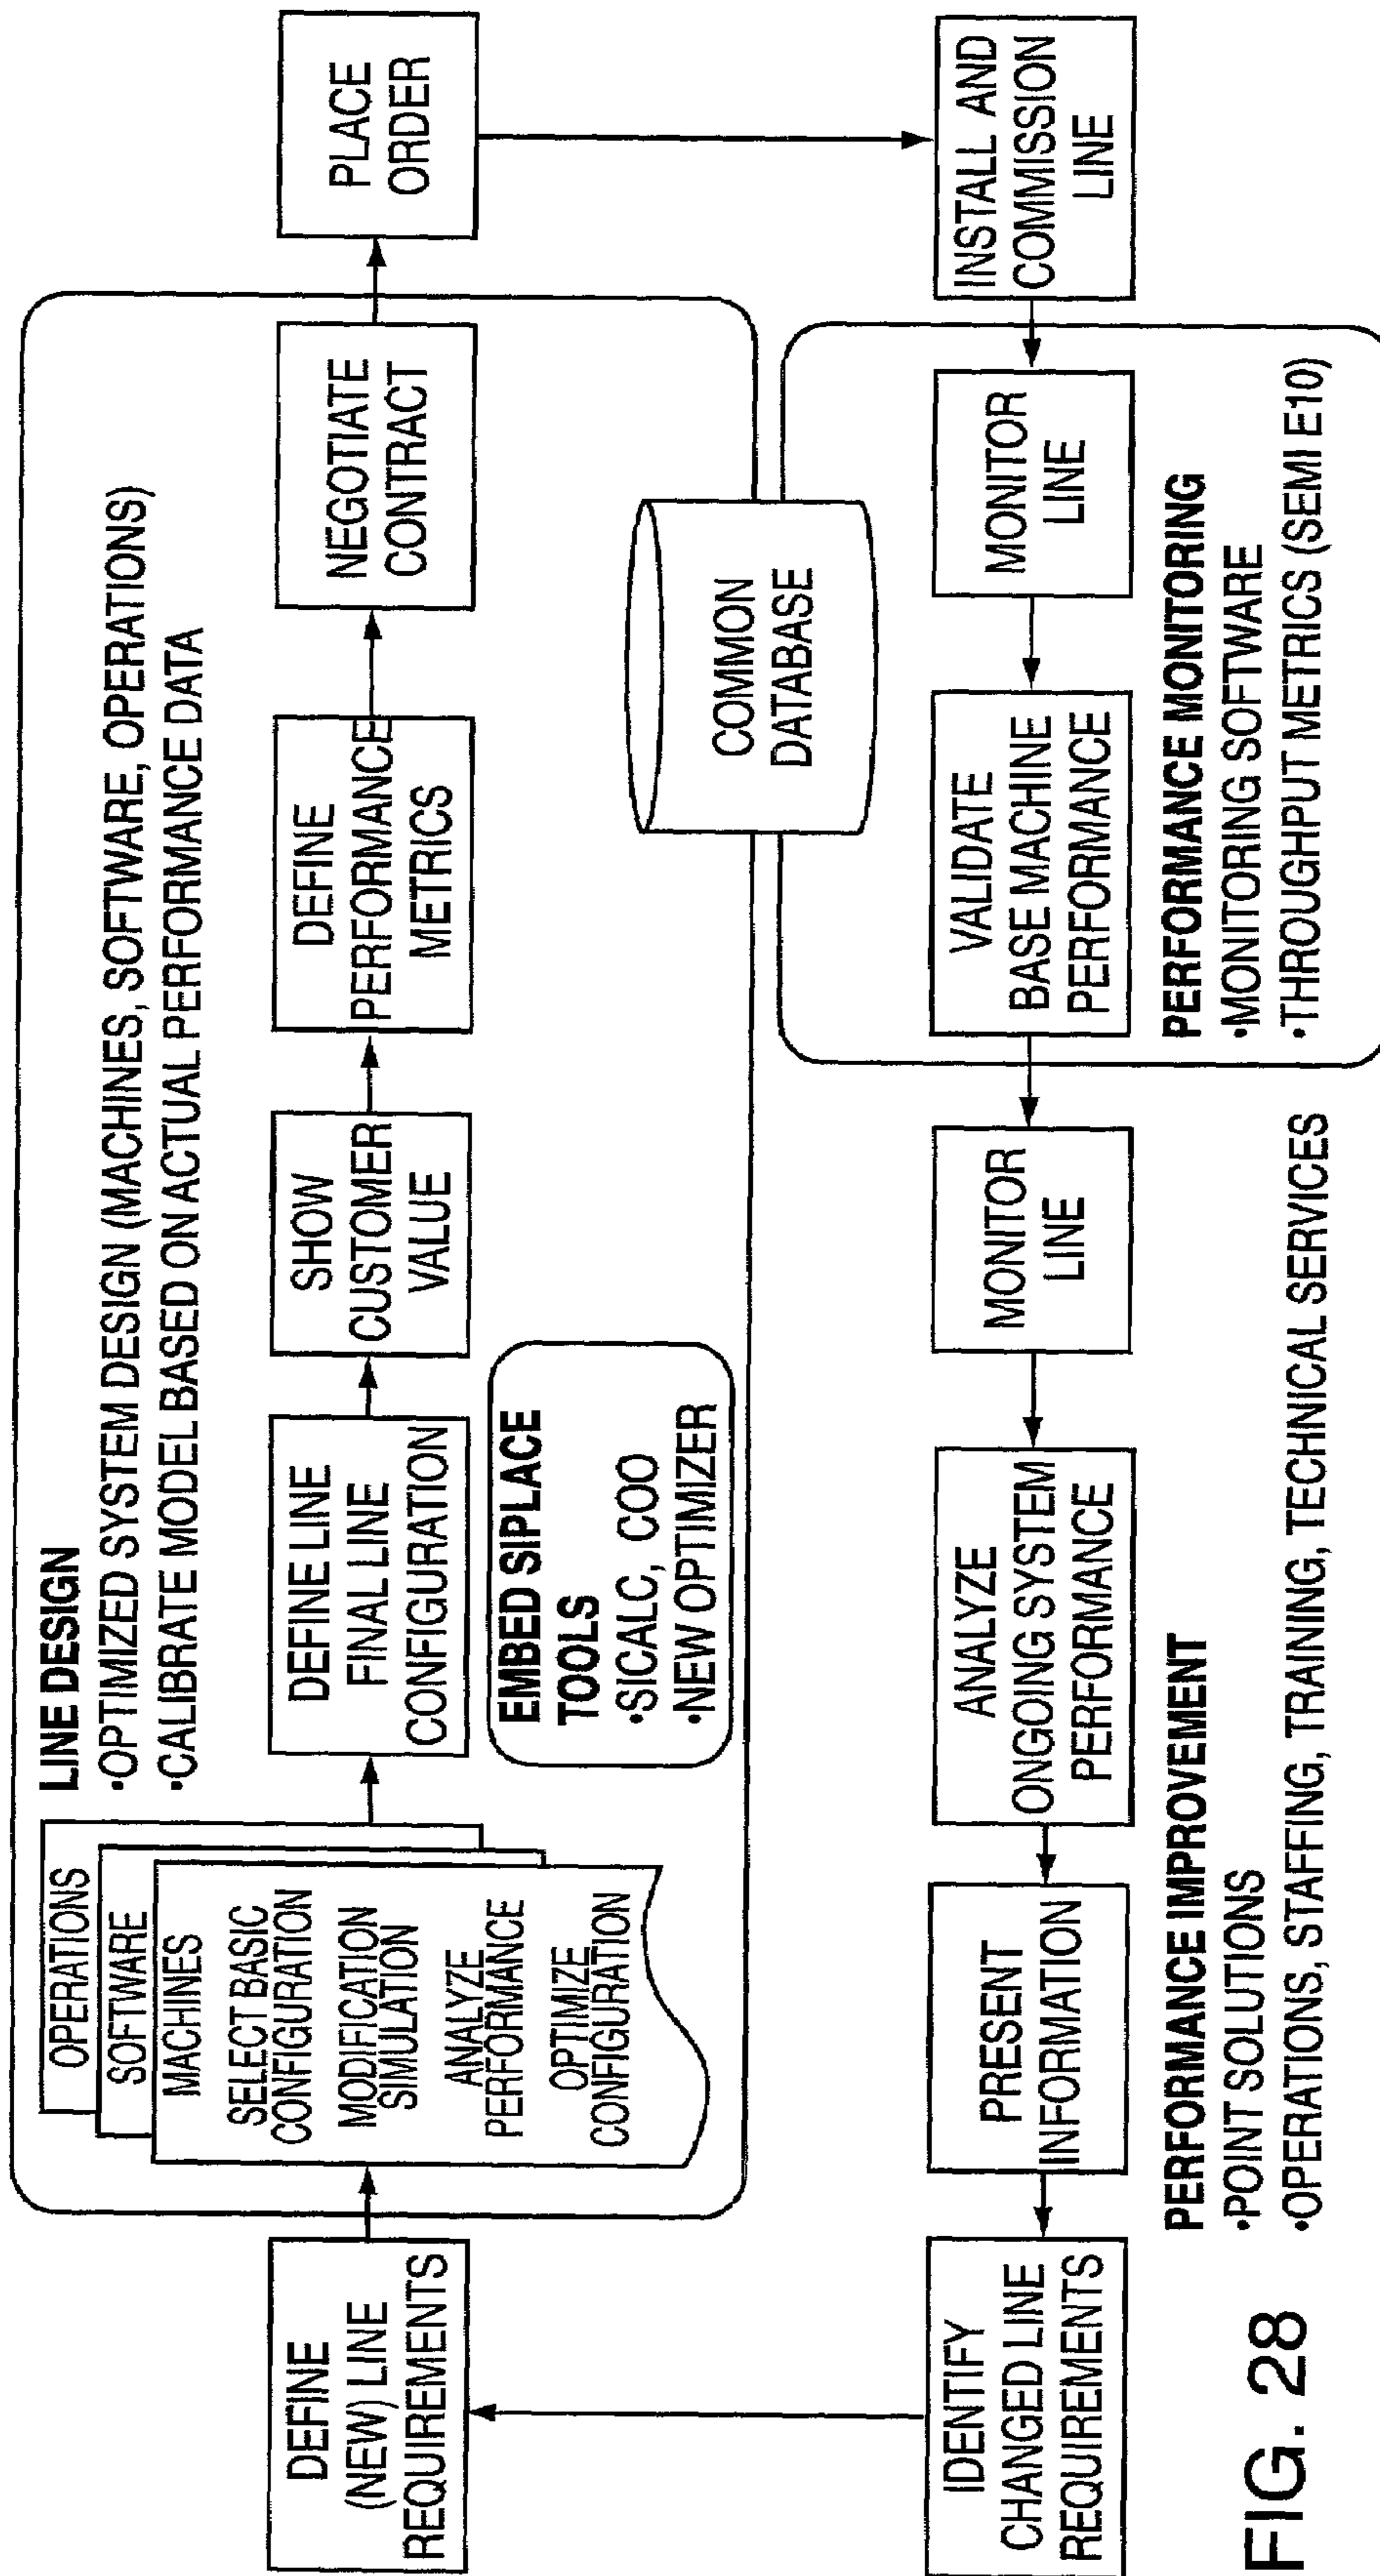 LINE DESIGN
•OPTIMIZED SYSTEM DESIGN (MACHINES, SOFTWARE, OPERATIONS)
•CALIBRATE MODEL BASED ON ACTUAL PERFORMANCE DATA
DEFINE
(NEW) LINE
REQUIREMENTS
OPERATIONS
SOFTWARE
MACHINES
SELECT BASIC
CONFIGURATION
MODIFICATION
SIMULATION
ANALYZE
PERFORMANCE
OPTIMIZE
CONFIGURATION
DEFINE LINE
FINAL LINE
CONFIGURATION
EMBED SIPLACE
TOOLS
•SICALC, COO
•NEW OPTIMIZER
SHOW
CUSTOMER
VALUE
DEFINE
PERFORMANCE
METRICS
NEGOTIATE
CONTRACT
PLACE
ORDER
COMMON
DATABASE
INSTALL AND
COMMISSION
LINE
MONITOR
LINE
VALIDATE
BASE MACHINE
PERFORMANCE
PERFORMANCE MONITORING
•MONITORING SOFTWARE
•THROUGHPUT METRICS (SEMI E10)
MONITOR
LINE
ANALYZE
ONGOING SYSTEM
PERFORMANCE
PRESENT
INFORMATION
IDENTIFY
CHANGED LINE
REQUIREMENTS
PERFORMANCE IMPROVEMENT
•POINT SOLUTIONS
•OPERATIONS, STAFFING, TRAINING, TECHNICAL SERVICES
FIG. 28